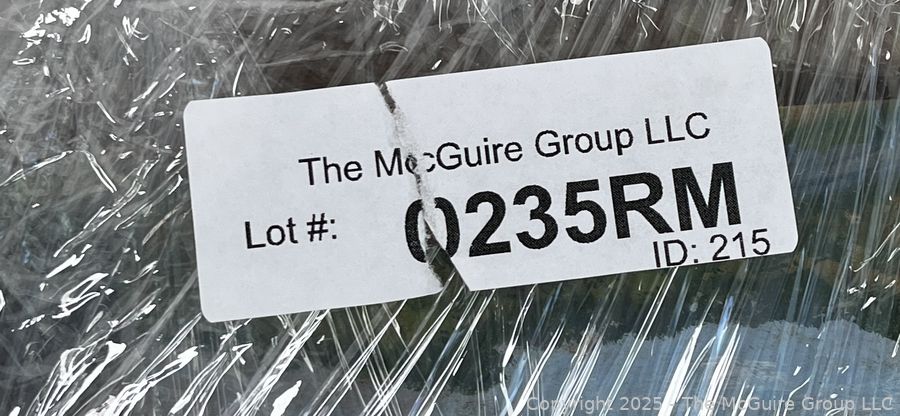 The McGuire Group LLC
Lot #: 0235RM
ID: 215
Copyright 2025 - The McGuire Group LLC